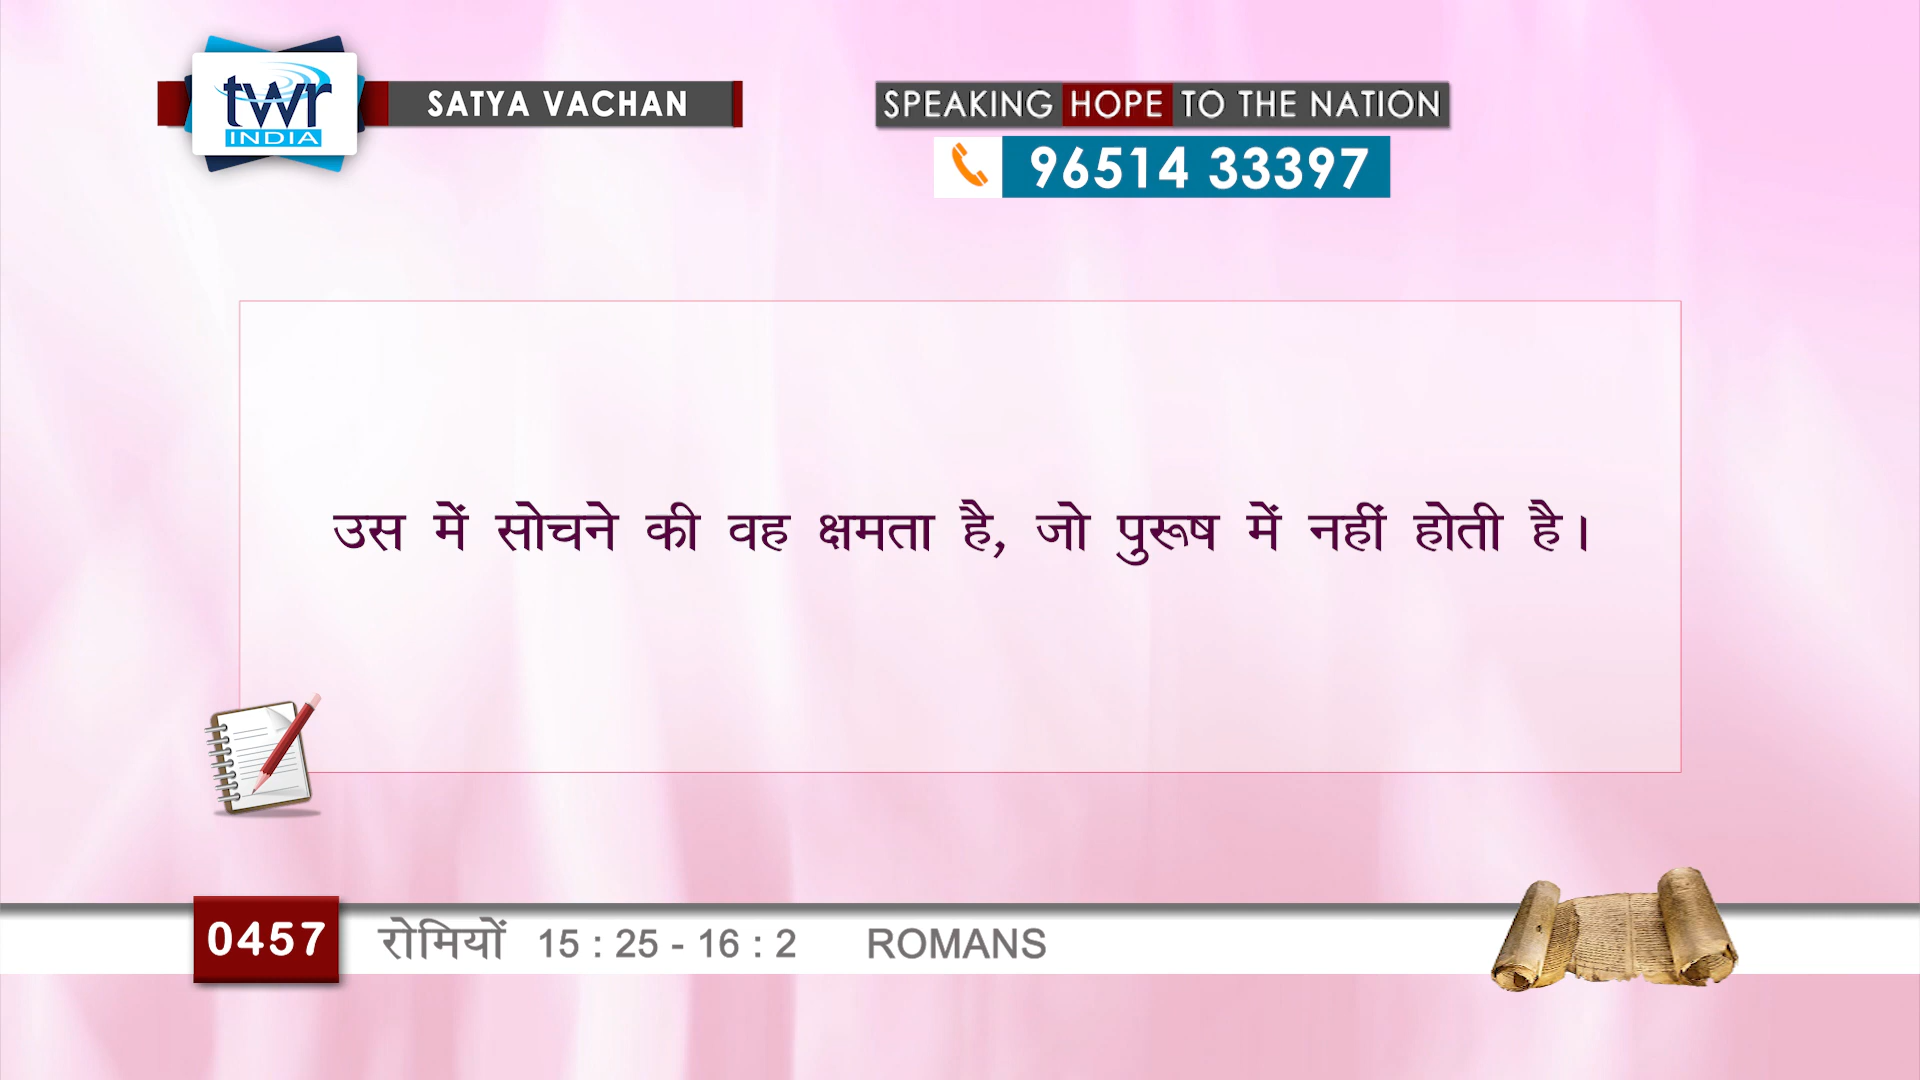 twr
INDIA
SATYA VACHAN
SPEAKING HOPE TO THE NATION
96514 33397
उस में सोचने की वह क्षमता है, जो पुरूष में नहीं होती है।
0457 रोमियों 15 : 25 - 16 : 2 ROMANS